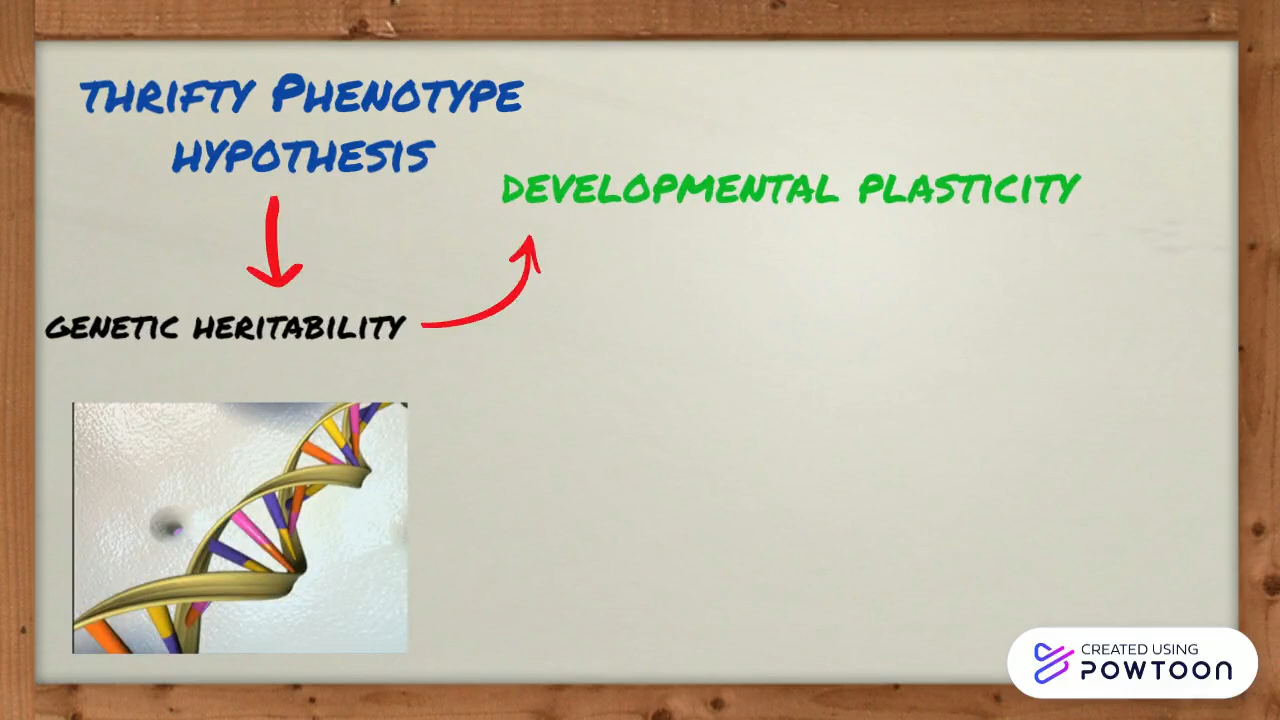 THRIFTY PHENOTYPE
HYPOTHESIS
DEVELOPMENTAL PLASTICITY
GENETIC HERITABILITY
CREATED USING
POWTOON